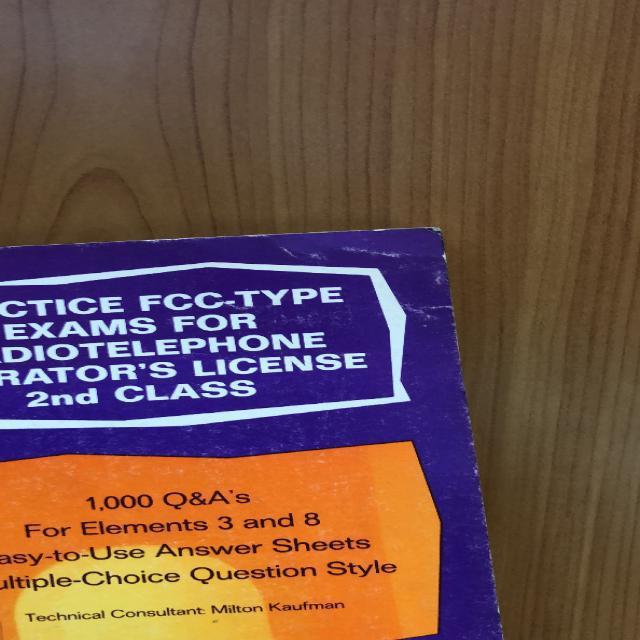 CTICE FCC-TYPE
EXAMS FOR
DIOTELEPHONE
RATOR'S LICENSE
2nd CLASS
1,000 Q&A's
For Elements 3 and 8
asy-to-Use Answer Sheets
ultiple-Choice Question Style
Technical Consultant: Milton Kaufman